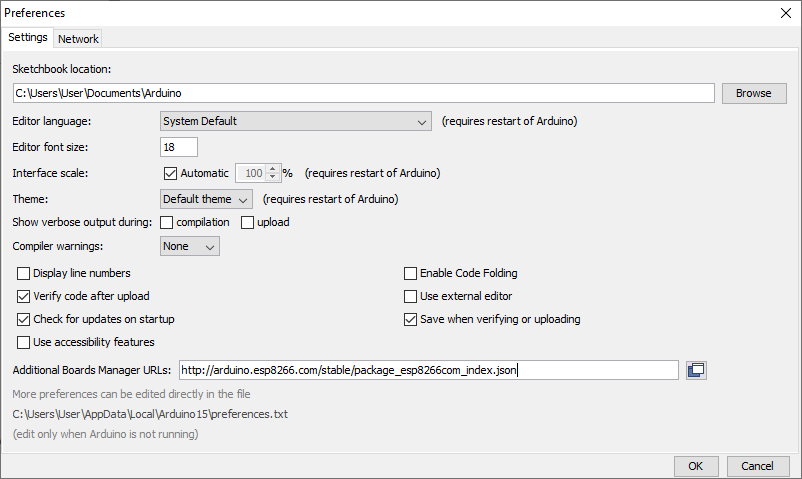 Preferences
Settings Network
Sketchbook location:
C:\Users\User\Documents\Arduino Browse
Editor language: System Default (requires restart of Arduino)
Editor font size: 18
Interface scale: Automatic 100 % (requires restart of Arduino)
Theme: Default theme (requires restart of Arduino)
Show verbose output during: compilation upload
Compiler warnings: None
Display line numbers Enable Code Folding
Verify code after upload Use external editor
Check for updates on startup Save when verifying or uploading
Use accessibility features
Additional Boards Manager URLs: http://arduino.esp8266.com/stable/package_esp8266com_index.json
More preferences can be edited directly in the file
C:\Users\User\AppData\Local\Arduino15\preferences.txt
(edit only when Arduino is not running)
OK Cancel